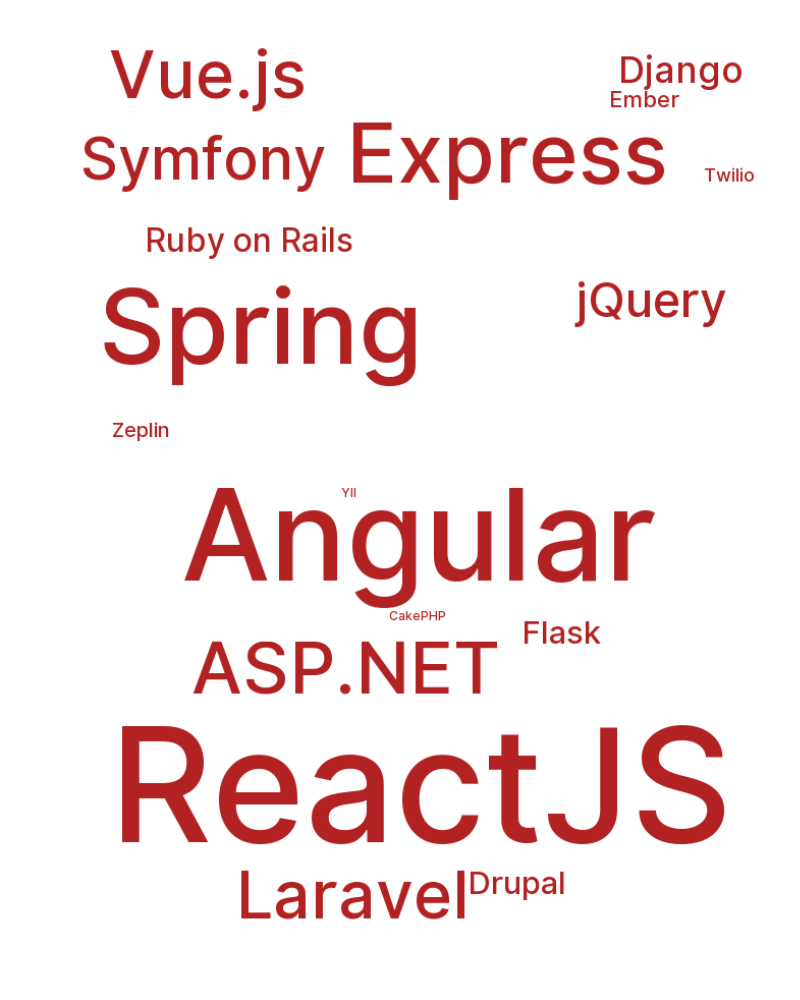 Vue.js
Django
Ember
Symfony
Express
Twilio
Ruby on Rails
Spring
jQuery
Zeplin
YII
Angular
CakePHP
Flask
ASP.NET
ReactJS
Laravel
Drupal